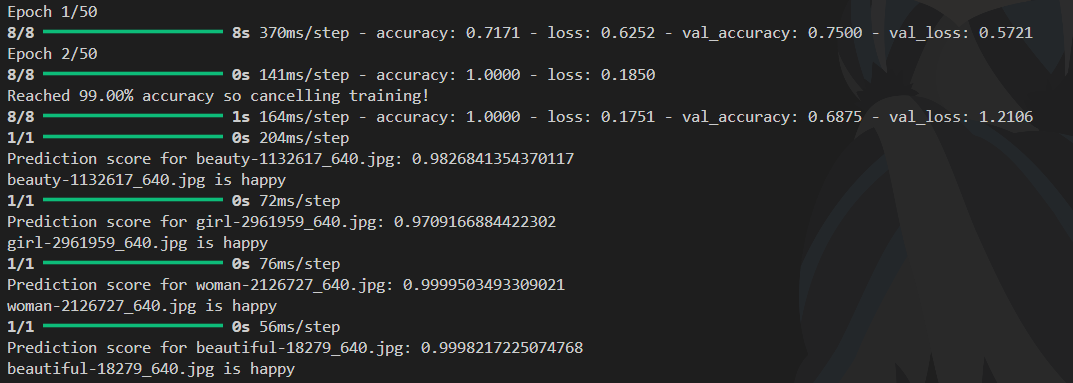 Epoch 1/50
8/8 8s 370ms/step - accuracy: 0.7171 - loss: 0.6252 - val_accuracy: 0.7500 - val_loss: 0.5721
Epoch 2/50
8/8 0s 141ms/step - accuracy: 1.0000 - loss: 0.1850
Reached 99.00% accuracy so cancelling training!
8/8 1s 164ms/step - accuracy: 1.0000 - loss: 0.1751 - val_accuracy: 0.6875 - val_loss: 1.2106
1/1 0s 204ms/step
Prediction score for beauty-1132617_640.jpg: 0.9826841354370117
beauty-1132617_640.jpg is happy
1/1 0s 72ms/step
Prediction score for girl-2961959_640.jpg: 0.9709166884422302
girl-2961959_640.jpg is happy
1/1 0s 76ms/step
Prediction score for woman-2126727_640.jpg: 0.9999503493309021
woman-2126727_640.jpg is happy
1/1 0s 56ms/step
Prediction score for beautiful-18279_640.jpg: 0.9998217225074768
beautiful-18279_640.jpg is happy